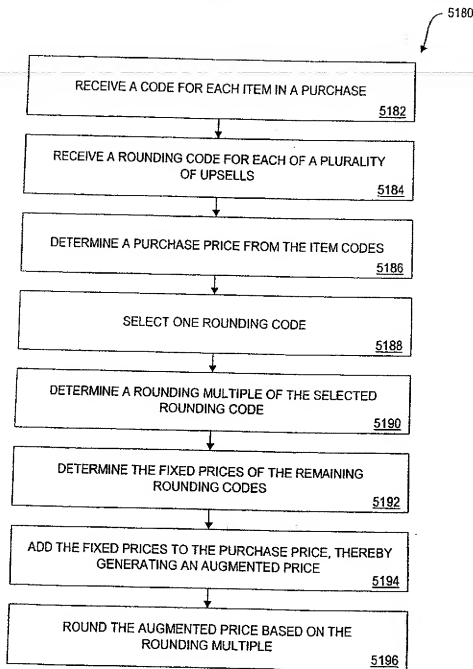 5180
RECEIVE A CODE FOR EACH ITEM IN A PURCHASE
5182
RECEIVE A ROUNDING CODE FOR EACH OF A PLURALITY
OF UPSELLS
5184
DETERMINE A PURCHASE PRICE FROM THE ITEM CODES
5186
SELECT ONE ROUNDING CODE
5188
DETERMINE A ROUNDING MULTIPLE OF THE SELECTED
ROUNDING CODE
5190
DETERMINE THE FIXED PRICES OF THE REMAINING
ROUNDING CODES
5192
ADD THE FIXED PRICES TO THE PURCHASE PRICE, THEREBY
GENERATING AN AUGMENTED PRICE
5194
ROUND THE AUGMENTED PRICE BASED ON THE
ROUNDING MULTIPLE
5196